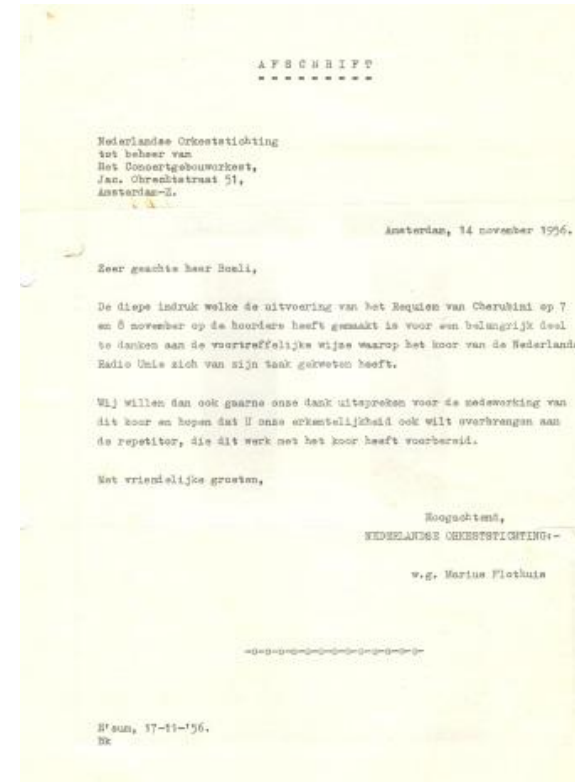 AFSCHRIFT
=========
Nederlandse Orkeststichting
tot beheer van
Het Concertgebouworkest,
Jac. Obrechtstraat 51,
Amsterdam-Z.
Amsterdam, 14 november 1956.
Zeer geachte heer Boeli,
De diepe indruk welke de uitvoering van het Requiem van Cherubini op 7
en 8 november op de hoorders heeft gemaakt is voor een belangrijk deel
te danken aan de voortreffelijke wijze waarop het koor van de Nederlands
Radio Unie zich van zijn taak gekweten heeft.
Wij willen dan ook gaarne onze dank uitspreken voor de medewerking van
dit koor en hopen dat U onze erkentelijkheid ook wilt overbrengen aan
de repetitor, die dit werk met het koor heeft voorbereid.
Met vriendelijke groeten,
Hoogachtend,
NEDERLANDSE ORKESTSTICHTING:-
w.g. Marius Flothuis
-o-o-o-o-o-o-o-o-o-o-o-o-o-
H'sum, 17-11-'56.
Bk